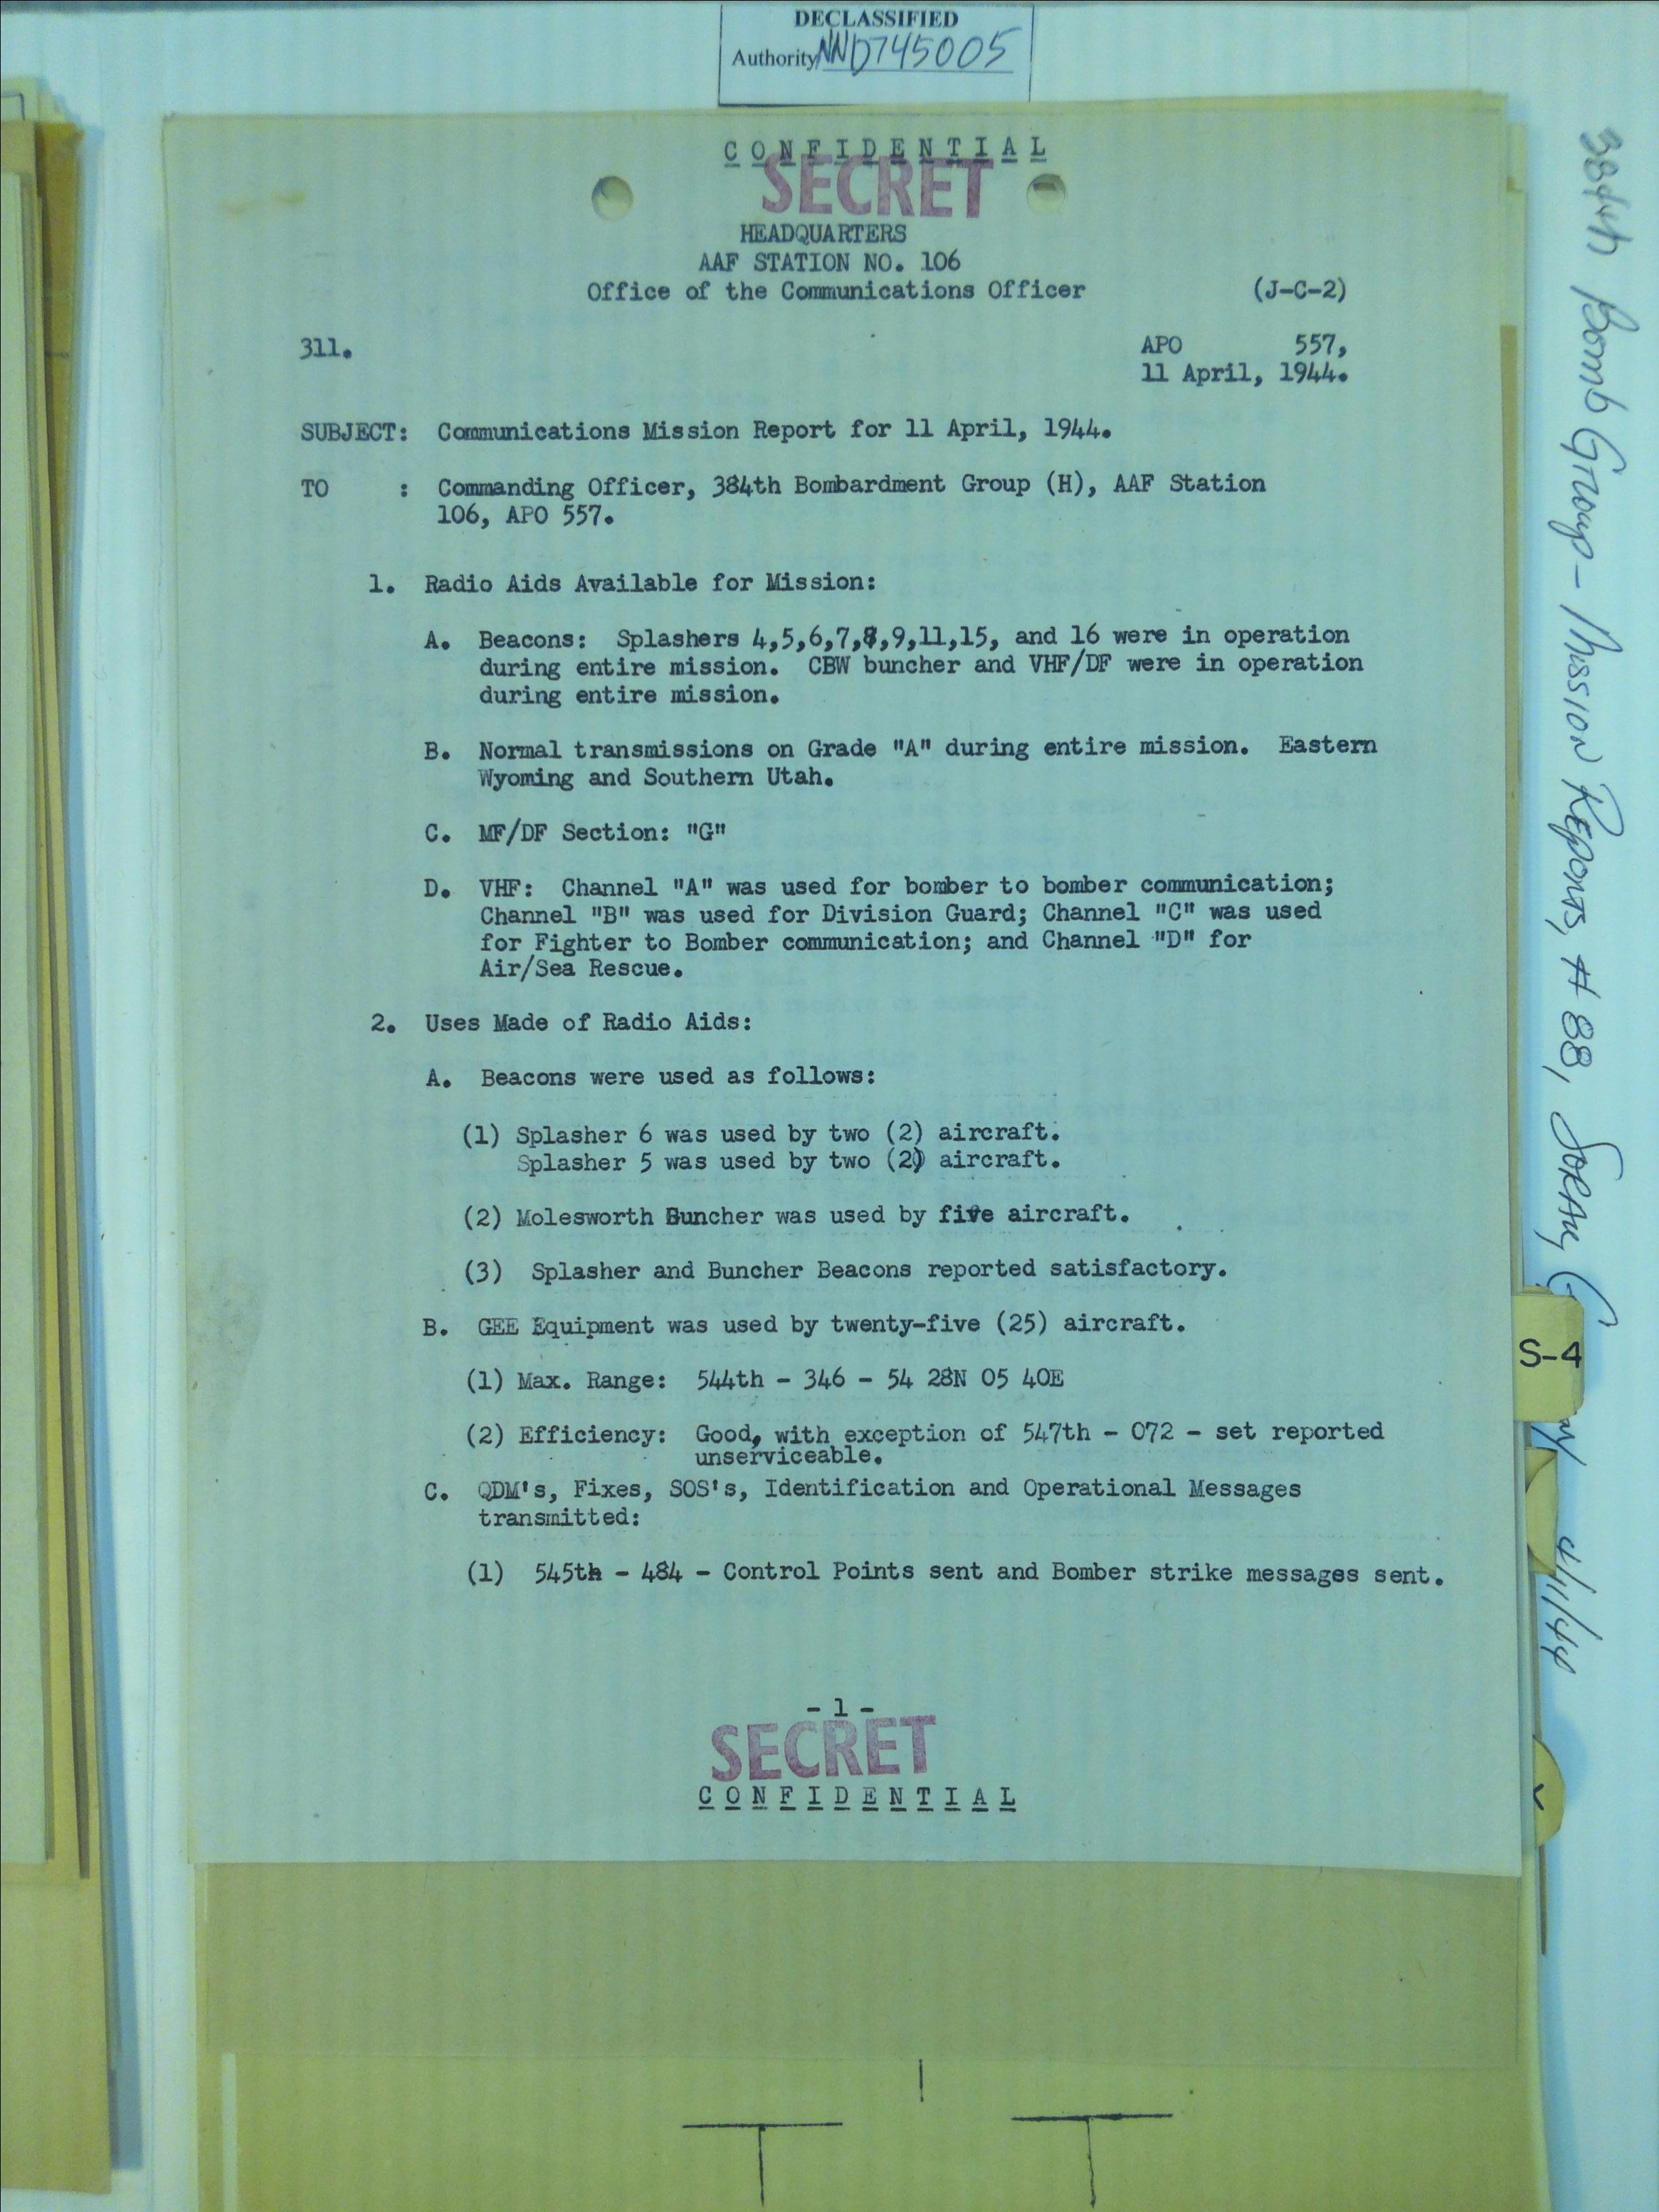 DECLASSIFIED
Authority NND745005
CONFIDENTIAL
SECRET
HEADQUARTERS
AAF STATION NO. 106
Office of the Communications Officer (J-C-2)
311. APO 557,
11 April, 1944.
SUBJECT: Communications Mission Report for 11 April, 1944.
TO : Commanding Officer, 384th Bombardment Group (H), AAF Station
106, APO 557.
1. Radio Aids Available for Mission:
A. Beacons: Splashers 4,5,6,7,8,9,11,15, and 16 were in operation
during entire mission. CBW buncher and VHF/DF were in operation
during entire mission.
B. Normal transmissions on Grade "A" during entire mission. Eastern
Wyoming and Southern Utah.
C. MF/DF Section: "G"
D. VHF: Channel "A" was used for bomber to bomber communication;
Channel "B" was used for Division Guard; Channel "C" was used
for Fighter to Bomber communication; and Channel "D" for
Air/Sea Rescue.
2. Uses Made of Radio Aids:
A. Beacons were used as follows:
(1) Splasher 6 was used by two (2) aircraft.
Splasher 5 was used by two (2) aircraft.
(2) Molesworth Buncher was used by five aircraft.
(3) Splasher and Buncher Beacons reported satisfactory.
B. GEE Equipment was used by twenty-five (25) aircraft.
(1) Max. Range: 544th - 346 - 54 28N 05 40E
(2) Efficiency: Good, with exception of 547th - 072 - set reported
unserviceable.
C. QDM's, Fixes, SOS's, Identification and Operational Messages
transmitted:
(1) 545th - 484 - Control Points sent and Bomber strike messages sent.
- 1 -
SECRET
CONFIDENTIAL
384th Bomb Group - Mission Reports, # 88, Sorau, 4/11/44
S-4